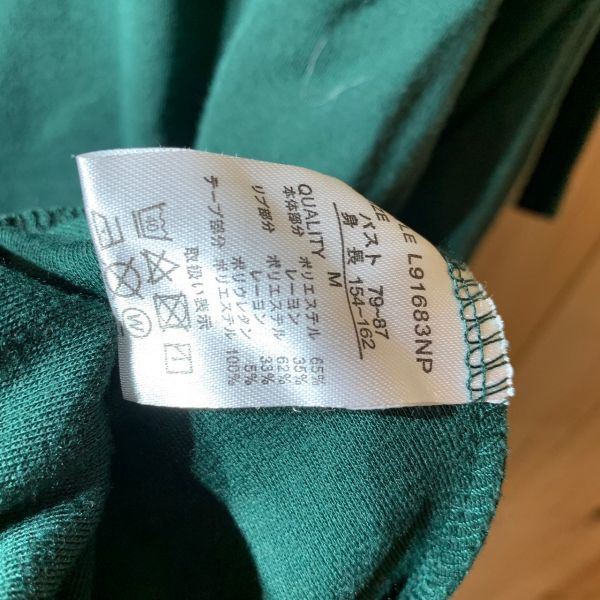 LE L91683NP
ZE M
バスト 79~87
身長 154~162
QUALITY
本体部分 ポリエステル 65%
レーヨン 35%
リブ部分 ポリエステル 62%
レーヨン 33%
ポリウレタン 5%
テープ部分 ポリエステル 100%
取扱い表示
W